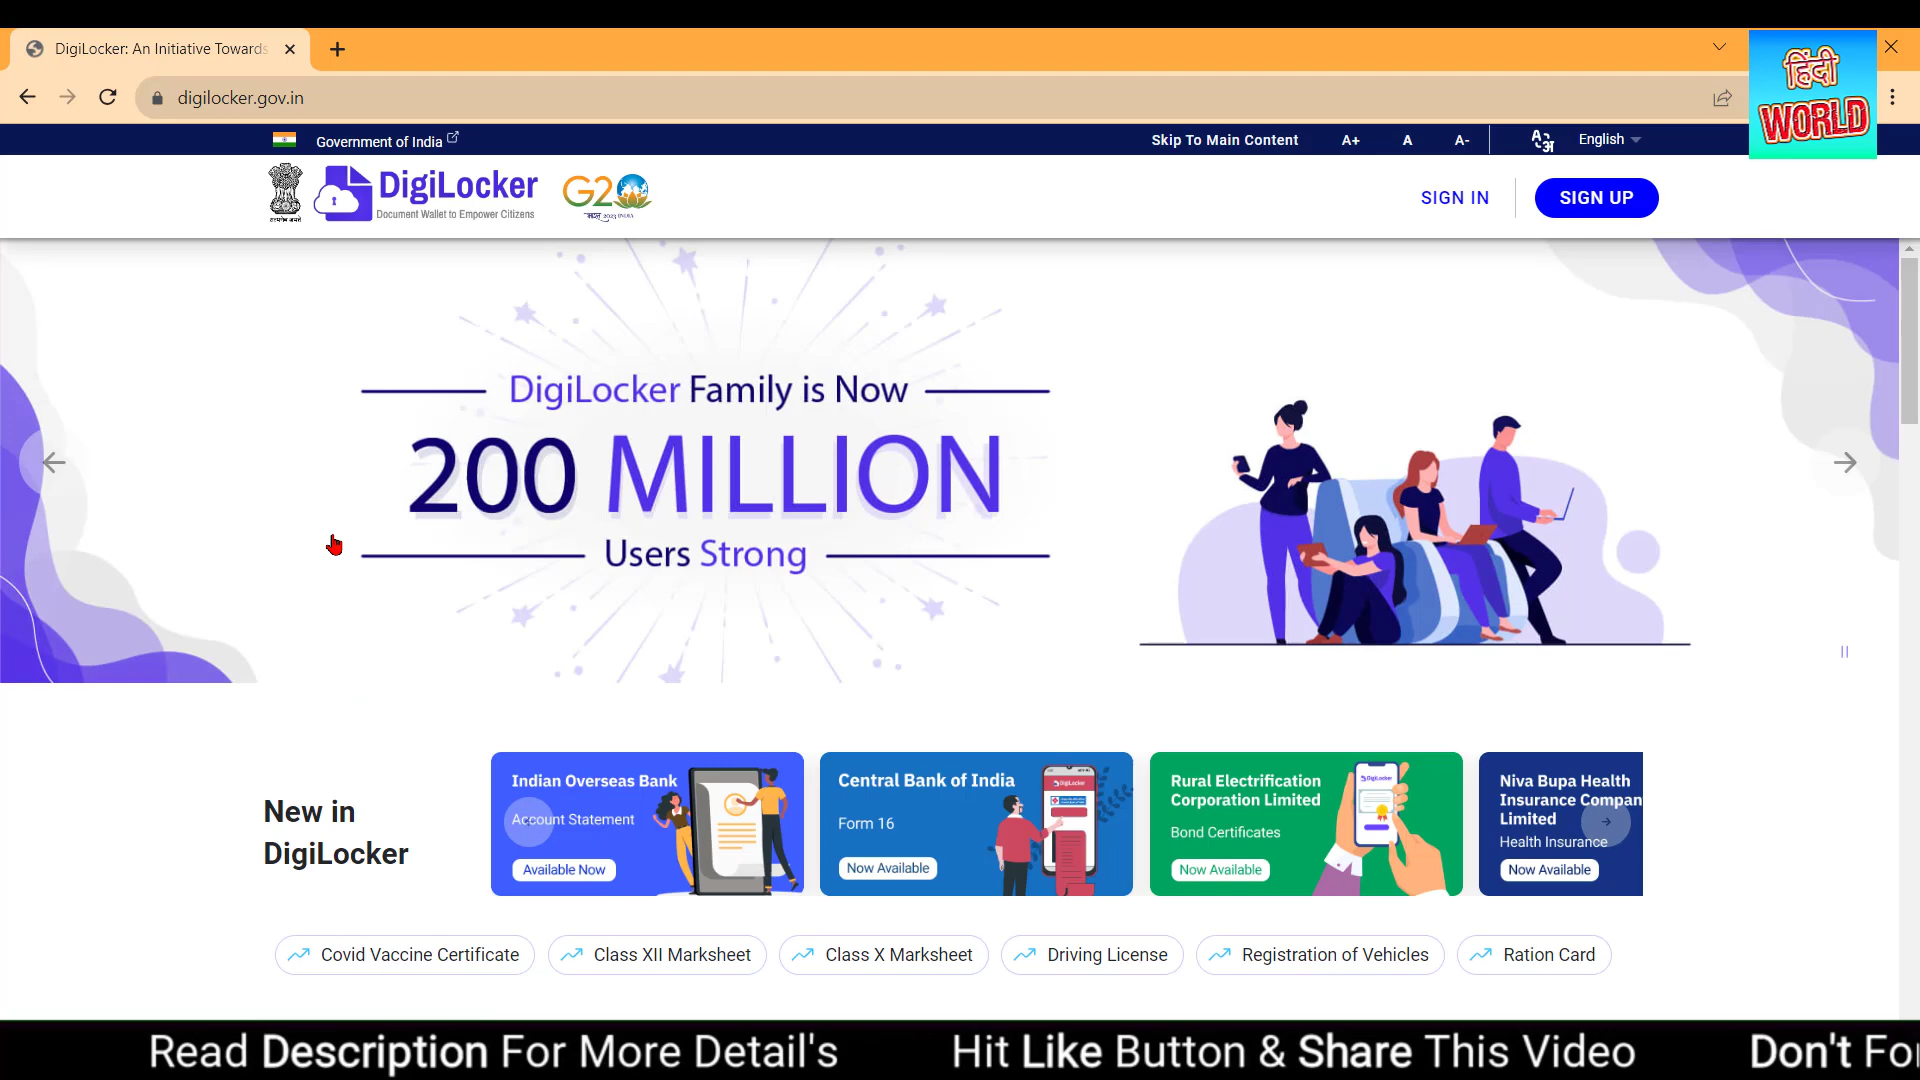 DigiLocker: An Initiative Towards
digilocker.gov.in
हिंदी
WORLD
Government of India
Skip To Main Content
A+
A
A-
English
DigiLocker
Document Wallet to Empower Citizens
G20
SIGN IN
SIGN UP
DigiLocker Family is Now
200 MILLION
Users Strong
New in
DigiLocker
Indian Overseas Bank
Account Statement
Available Now
Central Bank of India
Form 16
Now Available
DigiLocker
Rural Electrification
Corporation Limited
Bond Certificates
Now Available
DigiLocker
Niva Bupa Health
Insurance Compan
Limited
Health Insurance
Now Available
Covid Vaccine Certificate
Class XII Marksheet
Class X Marksheet
Driving License
Registration of Vehicles
Ration Card
Read Description For More Detail's
Hit Like Button & Share This Video
Don't For